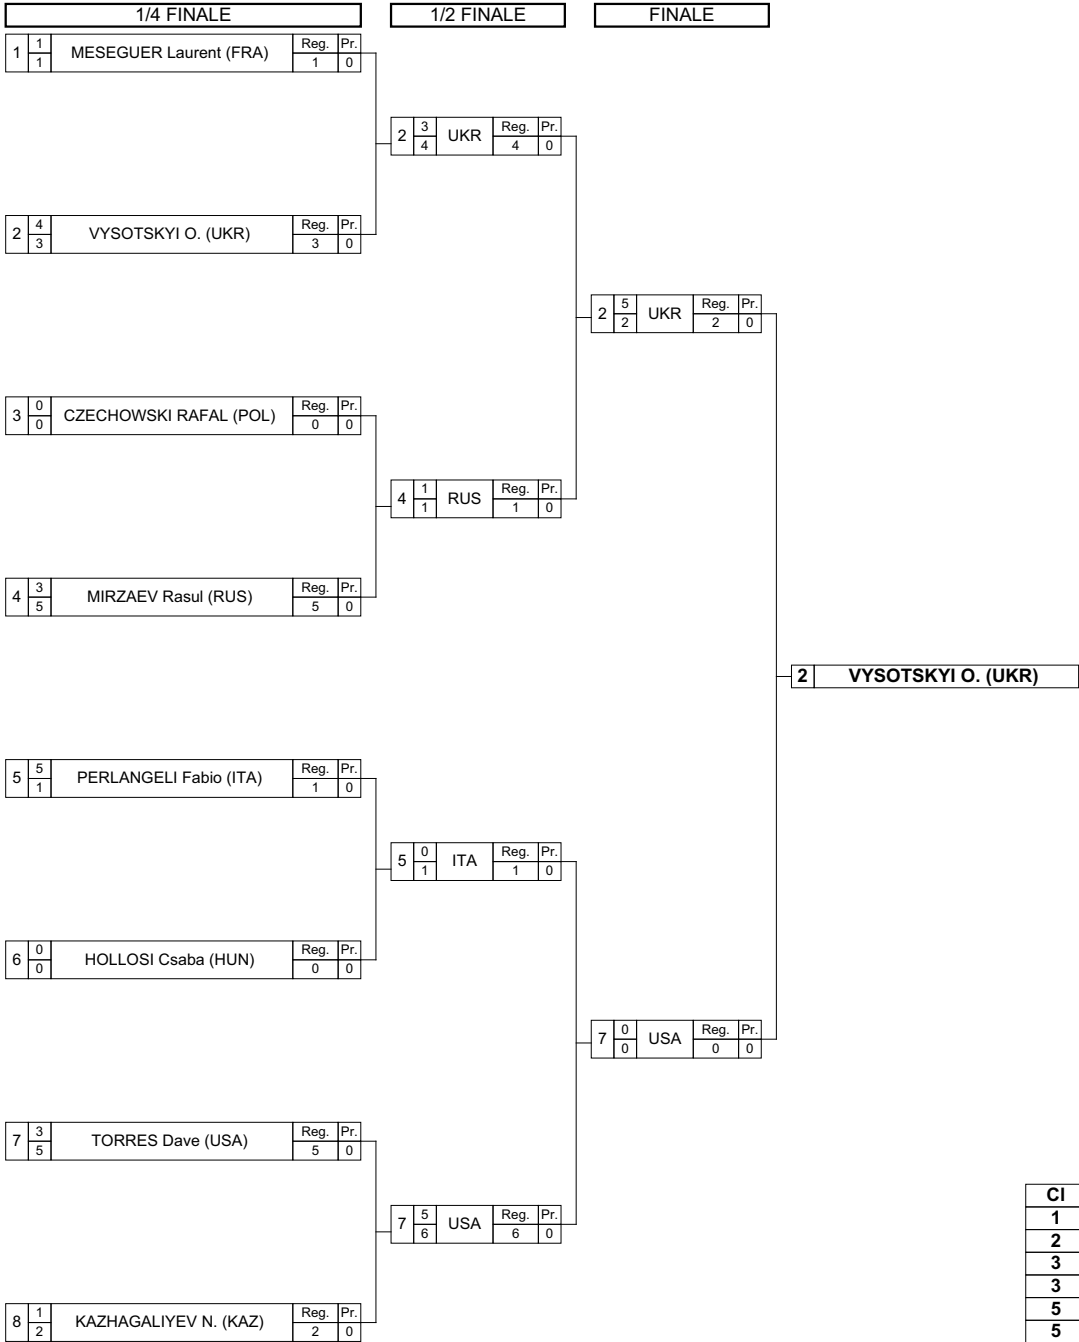 1/4 FINALE 1/2 FINALE FINALE
1 1 1 MESEGUER Laurent (FRA) Reg. Pr. 1 0
2 3 4 UKR Reg. Pr. 4 0
2 4 3 VYSOTSKYI O. (UKR) Reg. Pr. 3 0
2 5 2 UKR Reg. Pr. 2 0
3 0 0 CZECHOWSKI RAFAL (POL) Reg. Pr. 0 0
4 1 1 RUS Reg. Pr. 1 0
4 3 5 MIRZAEV Rasul (RUS) Reg. Pr. 5 0
2 VYSOTSKYI O. (UKR)
5 5 1 PERLANGELI Fabio (ITA) Reg. Pr. 1 0
5 0 1 ITA Reg. Pr. 1 0
6 0 0 HOLLOSI Csaba (HUN) Reg. Pr. 0 0
7 0 0 USA Reg. Pr. 0 0
7 3 5 TORRES Dave (USA) Reg. Pr. 5 0
7 5 6 USA Reg. Pr. 6 0
8 1 2 KAZHAGALIYEV N. (KAZ) Reg. Pr. 2 0
Cl
1
2
3
3
5
5